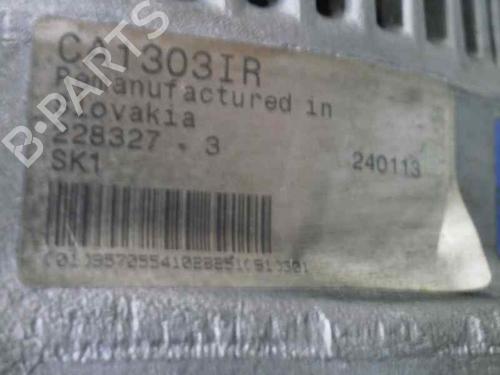 CA1303IR
Remanufactured in
Slovakia
228327 . 3
SK1
240113
B-PARTS